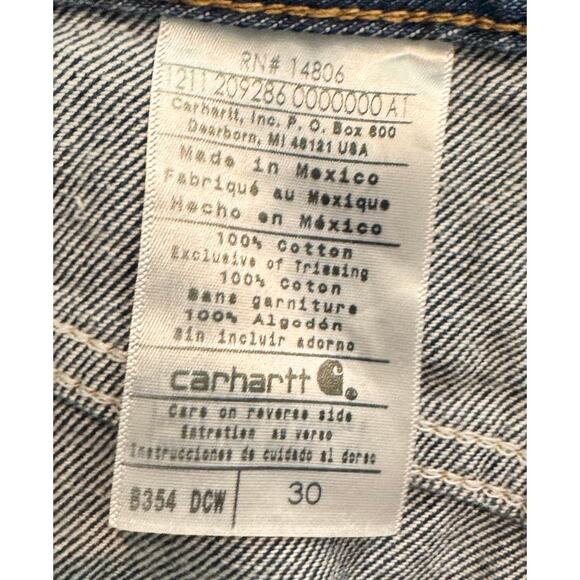 RN# 14806
1211 209286 0000000 A1
Carhartt, Inc. P. O. Box 600
Dearborn, MI 48121 USA
Made in Mexico
Fabriqué au Mexique
Hecho en México
100% Cotton
Exclusive of Trimming
100% Coton
Sans garniture
100% Algodón
sin incluir adorno
carhartt
Care on reverse side
Entretien au verso
Instrucciones de cuidado al dorso
B354 DCW 30